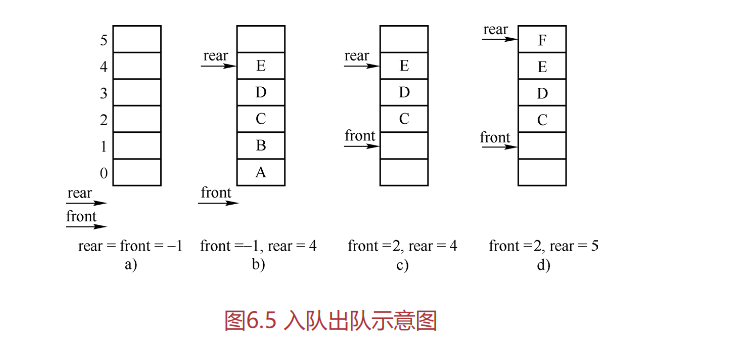 5
4
3
2
1
0
rear
front
rear = front = –1
a)
rear
E
D
C
B
A
front
front =–1, rear = 4
b)
rear
E
D
C
front
front =2, rear = 4
c)
rear
F
E
D
C
front
front =2, rear = 5
d)
图6.5 入队出队示意图